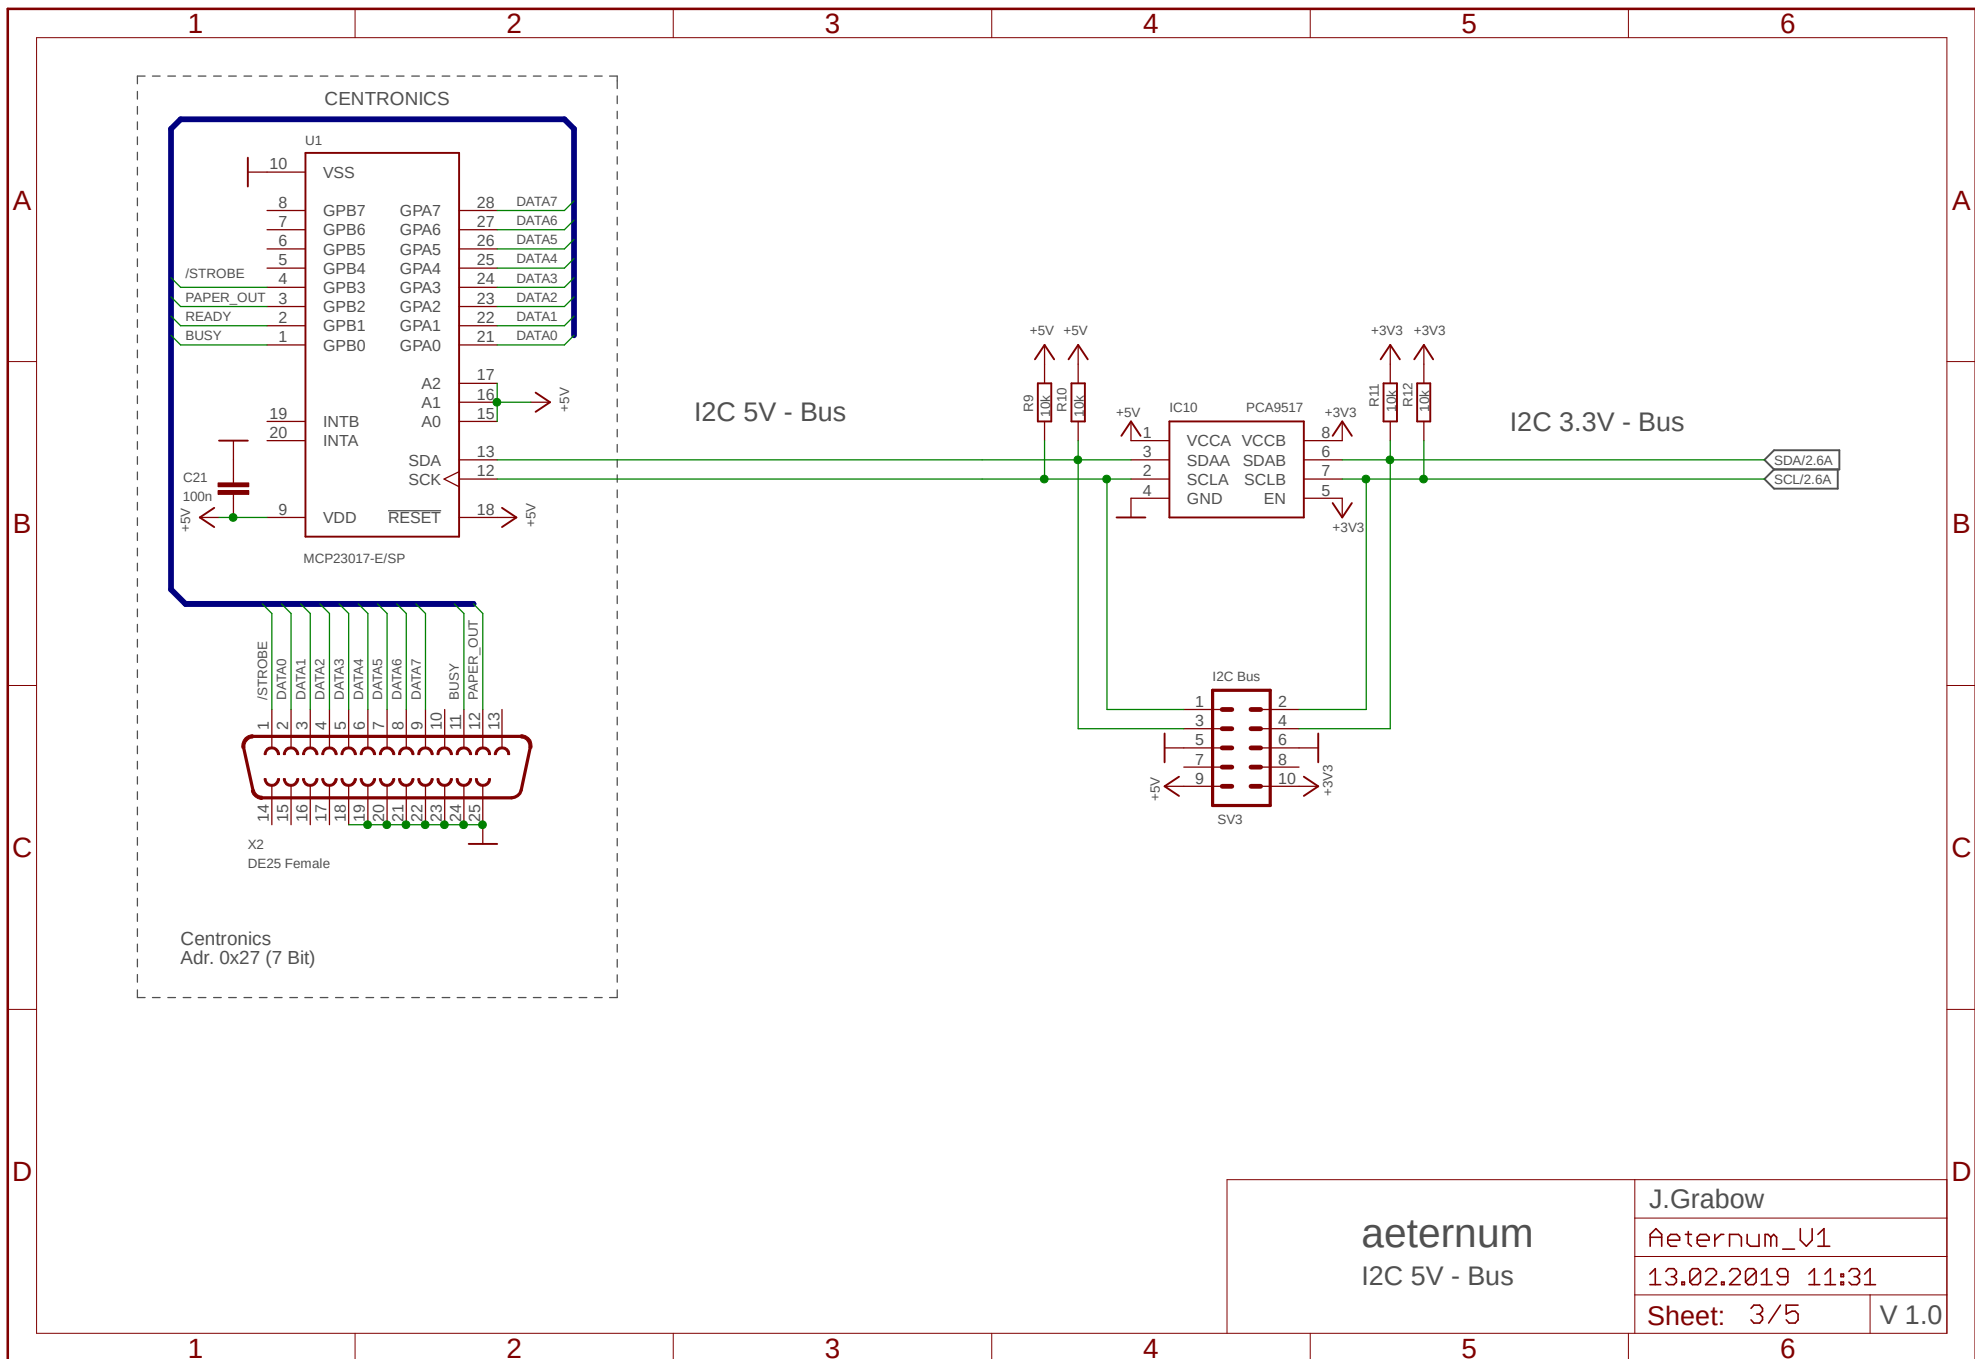 1 2 3 4 5 6
A A
B B
C C
D D
CENTRONICS
U1
10 VSS
8 GPB7 GPA7 28 DATA7
7 GPB6 GPA6 27 DATA6
6 GPB5 GPA5 26 DATA5
5 GPB4 GPA4 25 DATA4
/STROBE 4 GPB3 GPA3 24 DATA3
PAPER_OUT 3 GPB2 GPA2 23 DATA2
READY 2 GPB1 GPA1 22 DATA1
BUSY 1 GPB0 GPA0 21 DATA0
A2 17
A1 16 +5V
19 INTB A0 15
20 INTA
SDA 13
SCK 12
C21
100n
+5V 9 VDD RESET 18 +5V
MCP23017-E/SP
/STROBE DATA0 DATA1 DATA2 DATA3 DATA4 DATA5 DATA6 DATA7 BUSY PAPER_OUT
1 2 3 4 5 6 7 8 9 10 11 12 13
14 15 16 17 18 19 20 21 22 23 24 25
X2
DE25 Female
Centronics
Adr. 0x27 (7 Bit)
I2C 5V - Bus
+5V +5V
R9 10k R10 10k
+3V3 +3V3
R11 10k R12 10k
I2C 3.3V - Bus
IC10 PCA9517
+5V 1 VCCA VCCB 8 +3V3
3 SDAA SDAB 6
2 SCLA SCLB 7
4 GND EN 5 +3V3
SDA/2.6A
SCL/2.6A
I2C Bus
1 2
3 4
5 6
7 8
+5V 9 10 +3V3
SV3
aeternum
I2C 5V - Bus
J.Grabow
Aeternum_V1
13.02.2019 11:31
Sheet: 3/5 V 1.0
1 2 3 4 5 6